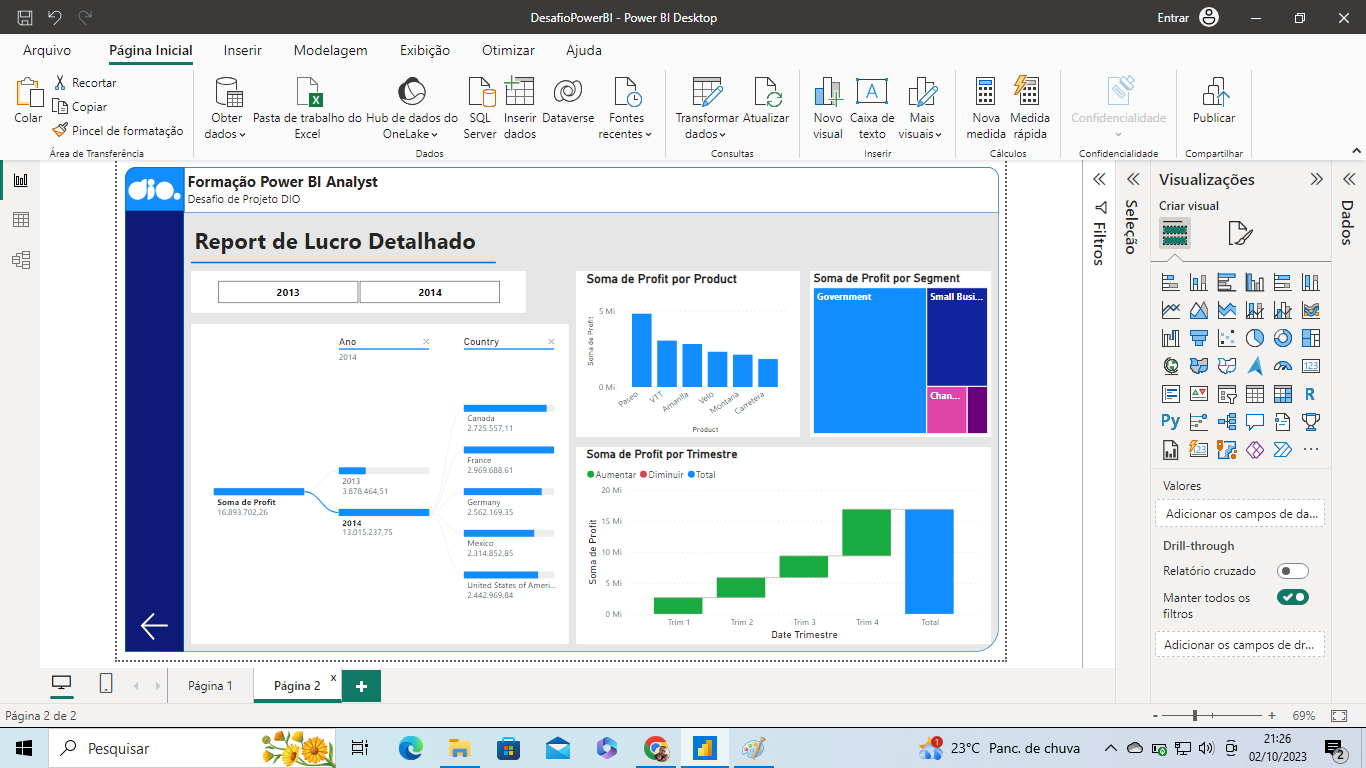 DesafioPowerBI - Power BI Desktop
Entrar
Arquivo
Página Inicial
Inserir
Modelagem
Exibição
Otimizar
Ajuda
Colar
Recortar
Copiar
Pincel de formatação
Obter dados
Pasta de trabalho do Excel
Hub de dados do OneLake
SQL Server
Inserir dados
Dataverse
Fontes recentes
Transformar dados
Atualizar
Novo visual
Caixa de texto
Mais visuais
Nova medida
Medida rápida
Confidencialidade
Publicar
Área de Transferência
Dados
Consultas
Inserir
Cálculos
Confidencialidade
Compartilhar
dio.
Formação Power BI Analyst
Desafio de Projeto DIO
Report de Lucro Detalhado
2013
2014
Ano
2014
Country
Soma de Profit
16.893.702,26
2013
3.878.464,51
2014
13.015.237,75
Canada
2.725.557,11
France
2.969.688,61
Germany
2.562.169,35
Mexico
2.314.852,85
United States of Ameri...
2.442.969,84
Soma de Profit por Product
Soma de Profit
5 Mi
0 Mi
Paseo
VTT
Amarilla
Velo
Montana
Carretera
Product
Soma de Profit por Segment
Government
Small Busi...
Chan...
Soma de Profit por Trimestre
Aumentar
Diminuir
Total
Soma de Profit
20 Mi
15 Mi
10 Mi
5 Mi
0 Mi
Trim 1
Trim 2
Trim 3
Trim 4
Total
Date Trimestre
Filtros
Seleção
Visualizações
Criar visual
R
Py
123
123
Valores
Adicionar os campos de da...
Drill-through
Relatório cruzado
Manter todos os
filtros
Adicionar os campos de dr...
Dados
Página 1
Página 2
x
+
Página 2 de 2
-
+
69%
Pesquisar
23°C Panc. de chuva
21:26
02/10/2023
2